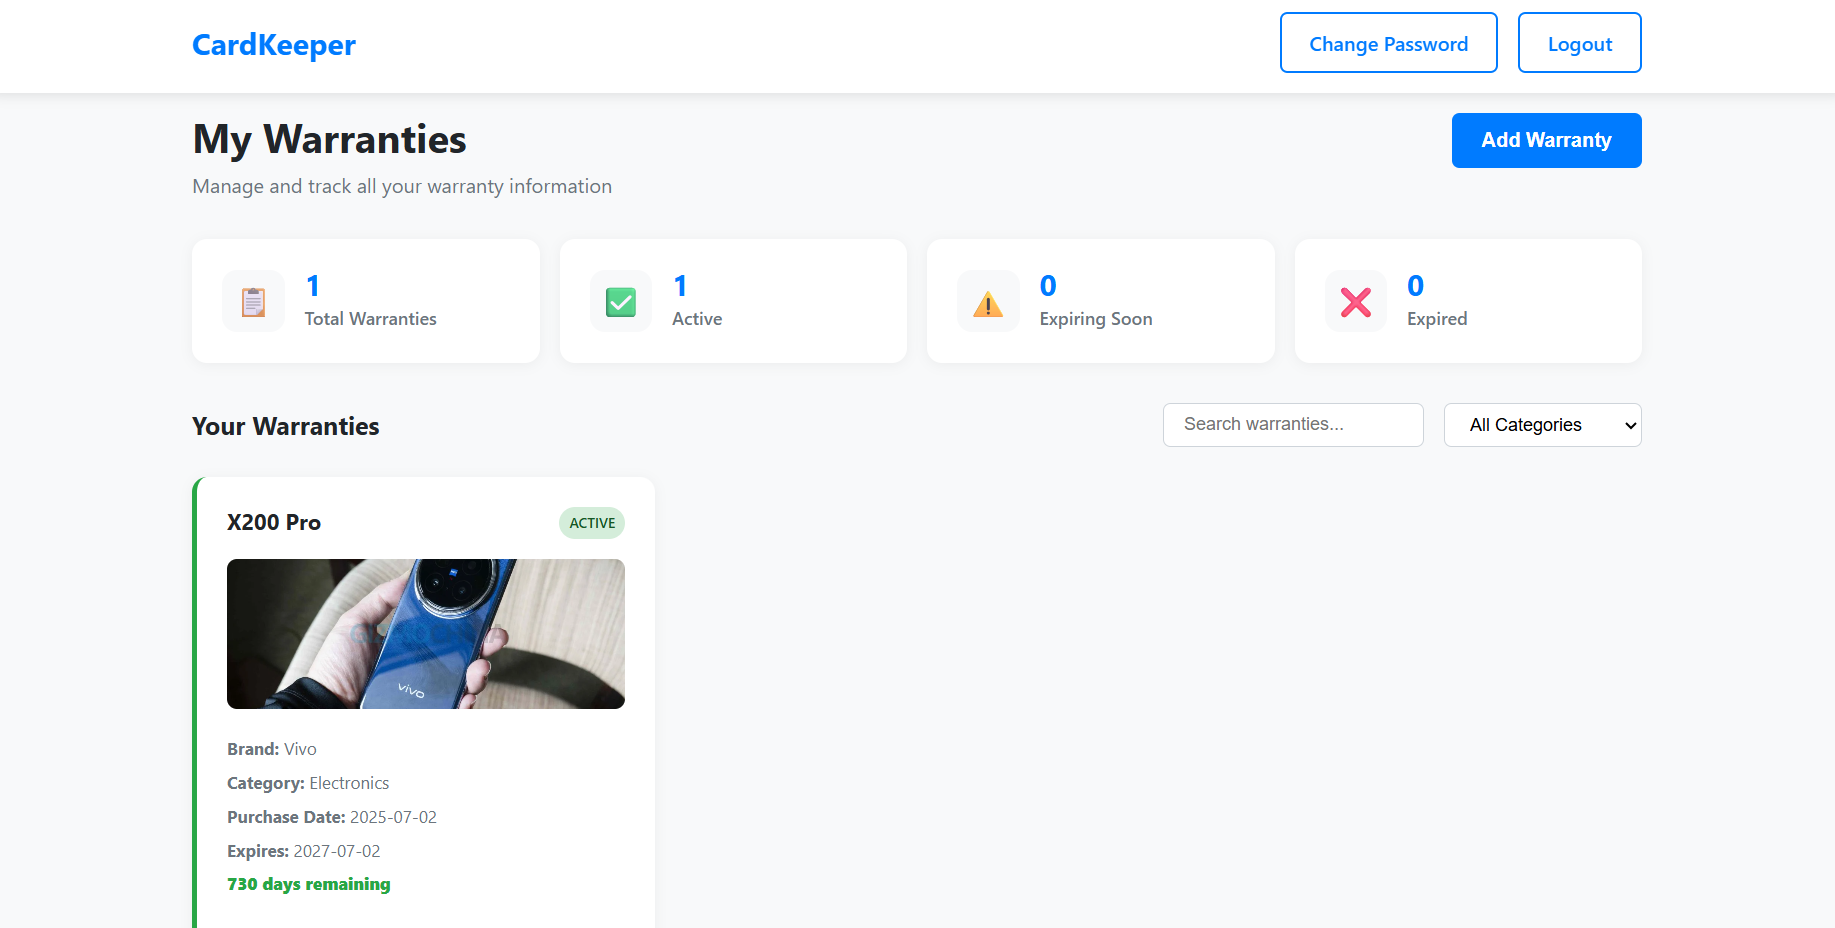 CardKeeper
Change Password
Logout
My Warranties
Add Warranty
Manage and track all your warranty information
1
Total Warranties
1
Active
0
Expiring Soon
0
Expired
Your Warranties
Search warranties...
All Categories
X200 Pro
ACTIVE
vivo
Brand: Vivo
Category: Electronics
Purchase Date: 2025-07-02
Expires: 2027-07-02
730 days remaining